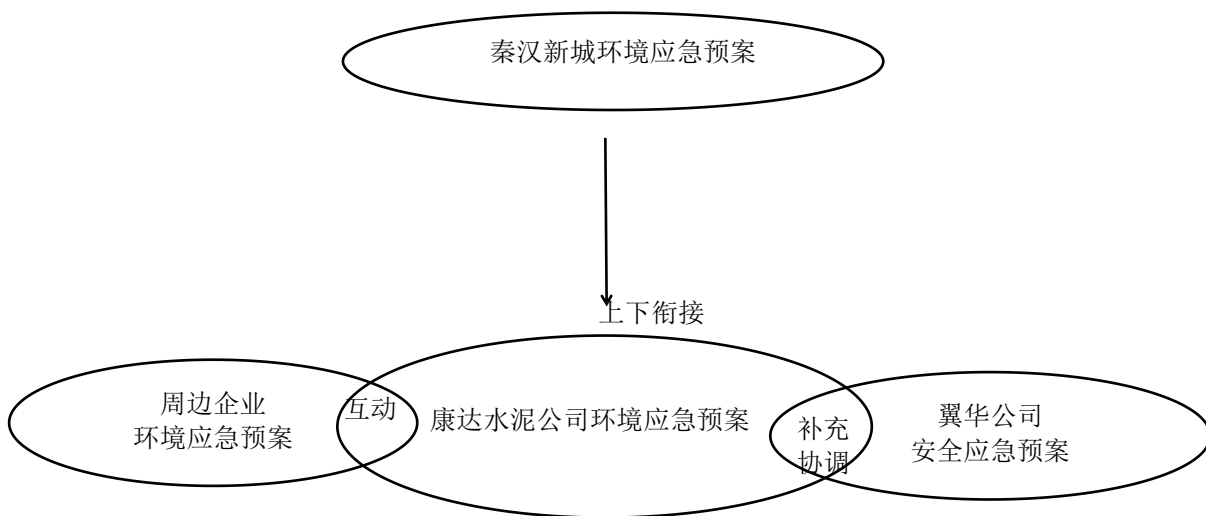 秦汉新城环境应急预案
上下衔接
周边企业
环境应急预案
互动
康达水泥公司环境应急预案
补充
协调
翼华公司
安全应急预案